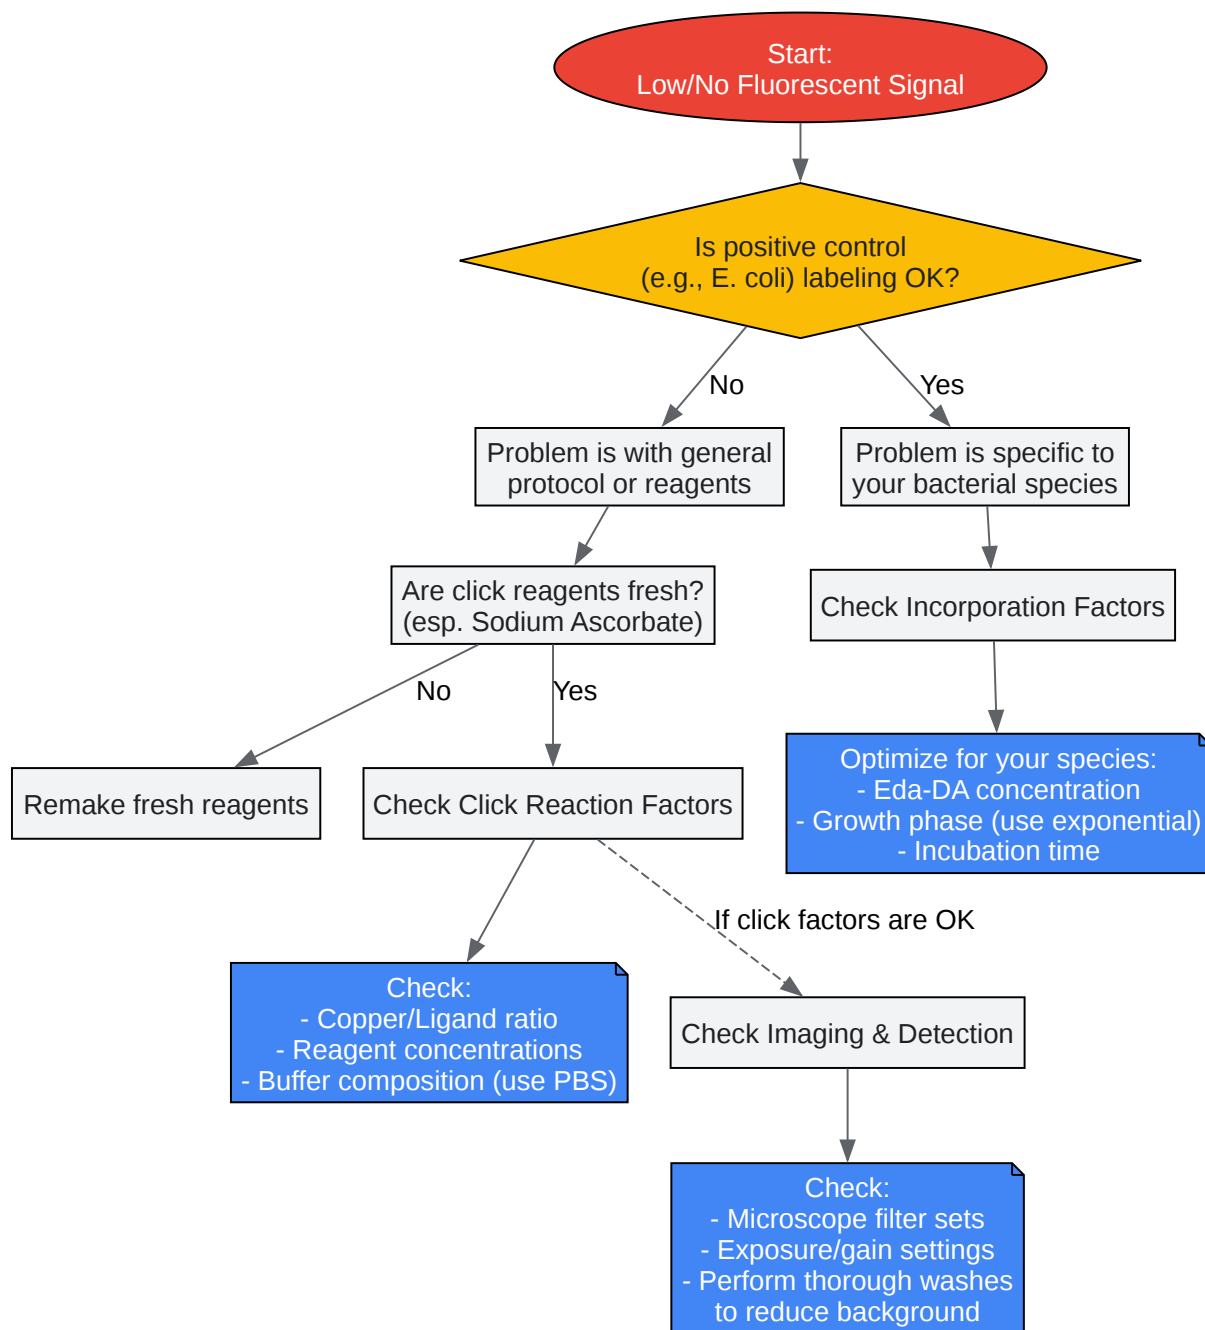 Start:
Low/No Fluorescent Signal
Is positive control
(e.g., E. coli) labeling OK?
No
Yes
Problem is with general
protocol or reagents
Problem is specific to
your bacterial species
Are click reagents fresh?
(esp. Sodium Ascorbate)
Check Incorporation Factors
No
Yes
Remake fresh reagents
Check Click Reaction Factors
Optimize for your species:
- Eda-DA concentration
- Growth phase (use exponential)
- Incubation time
If click factors are OK
Check:
- Copper/Ligand ratio
- Reagent concentrations
- Buffer composition (use PBS)
Check Imaging & Detection
Check:
- Microscope filter sets
- Exposure/gain settings
- Perform thorough washes
to reduce background